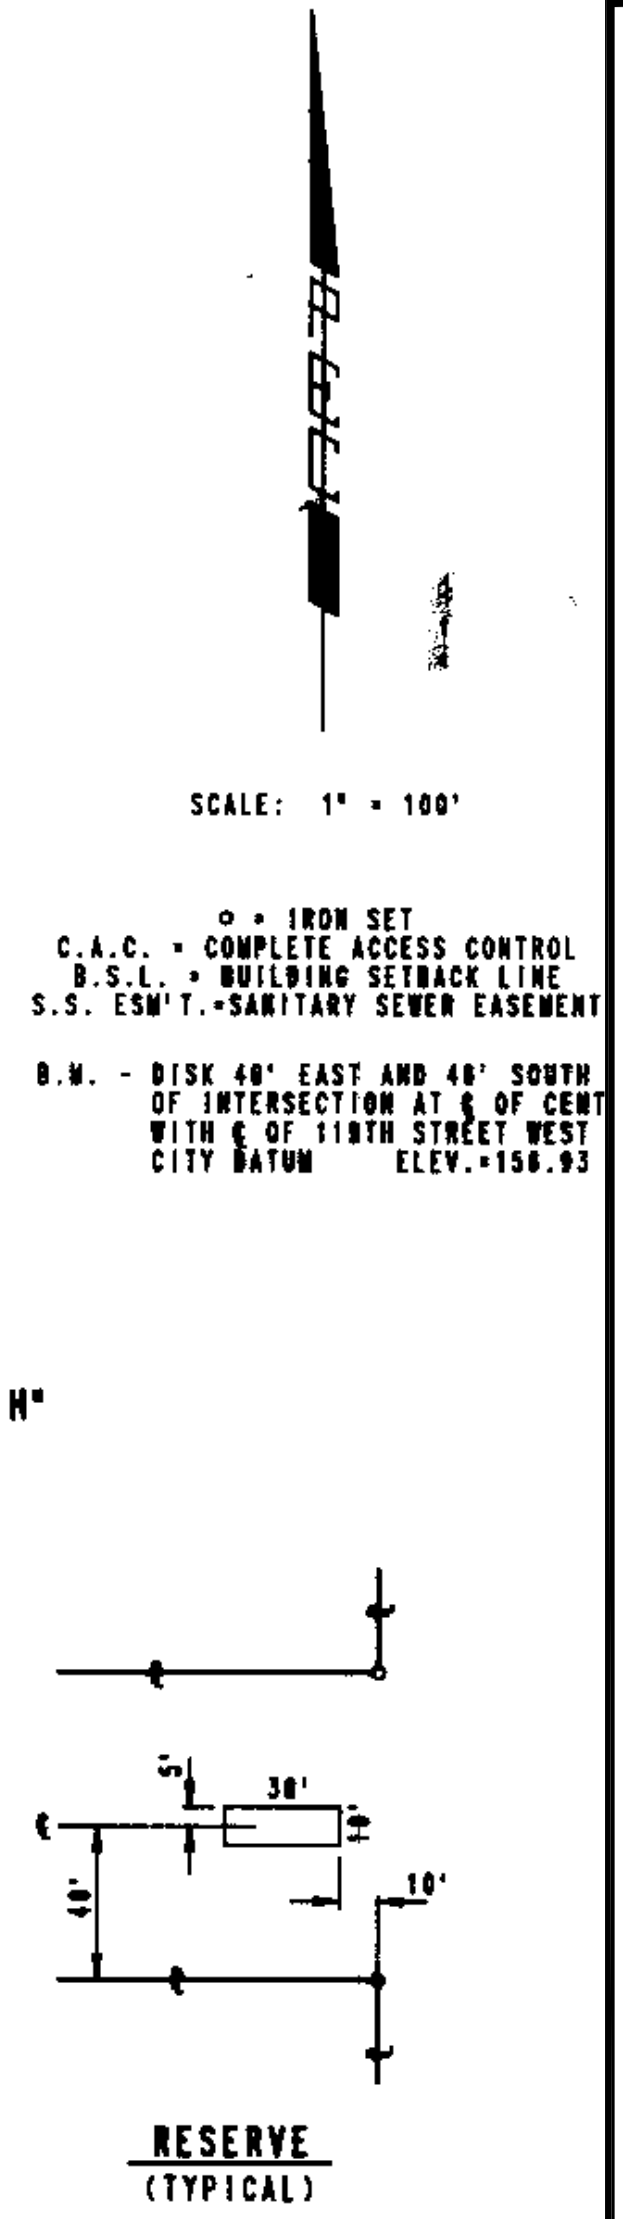 SCALE: 1" = 100'
o = IRON SET
C.A.C. = COMPLETE ACCESS CONTROL
B.S.L. = BUILDING SETBACK LINE
S.S. ESM'T.=SANITARY SEWER EASEMENT
B.M. - DISK 40' EAST AND 40' SOUTH
OF INTERSECTION AT ℄ OF CENT
WITH ℄ OF 119TH STREET WEST
CITY DATUM ELEV.=
H"
5'
30'
10'
℄
40'
10'
RESERVE
(TYPICAL)